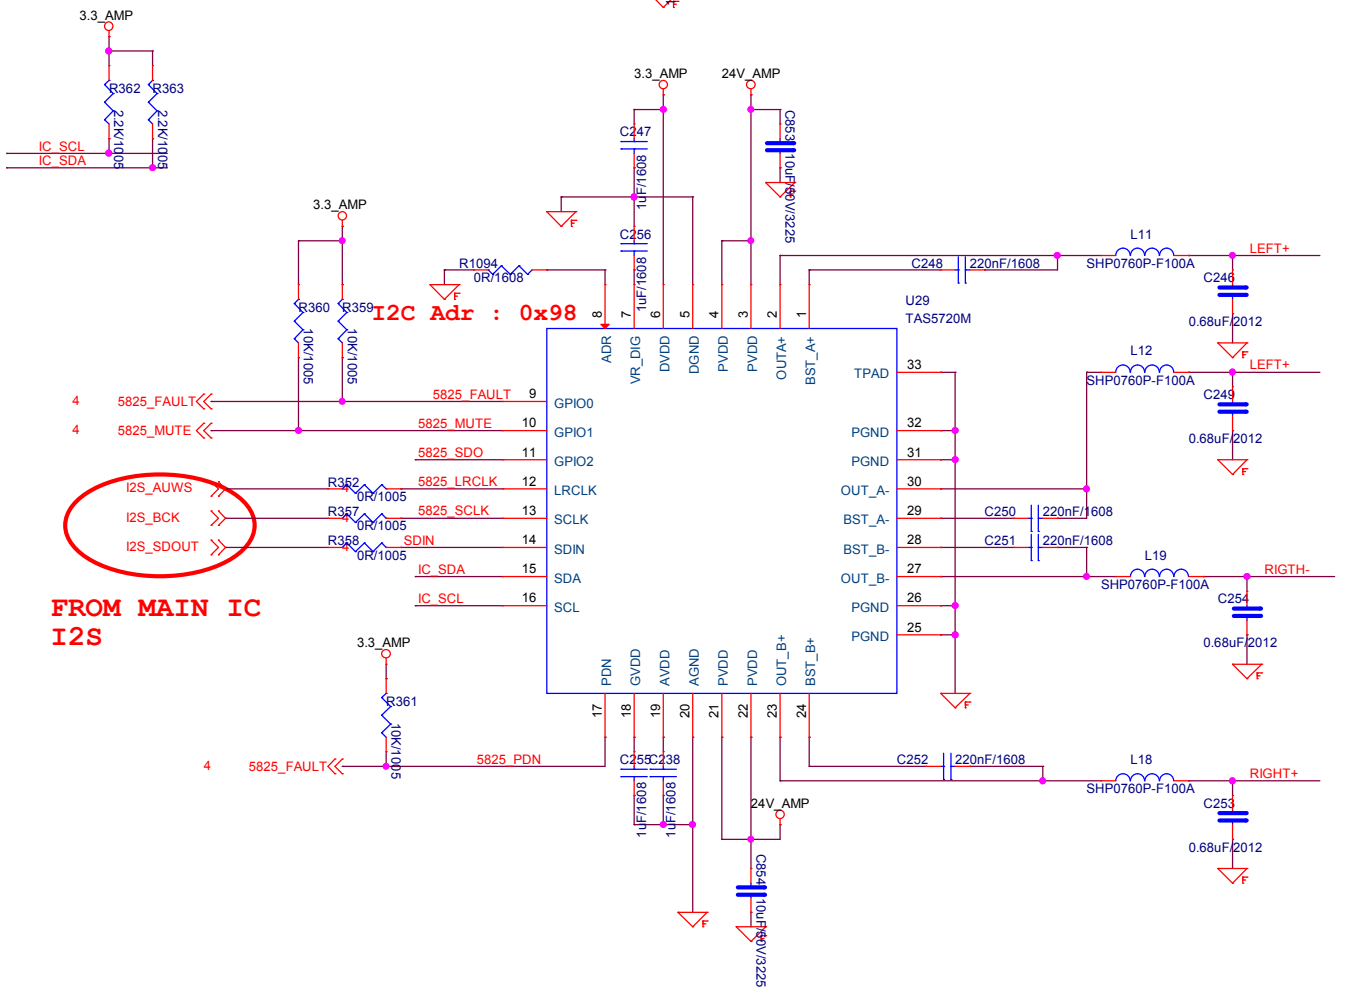 3.3_AMP
R362
R363
2.2K/1005
2.2K/1005
IC_SCL
IC_SDA
3.3_AMP
24V_AMP
C247
1uF/1608
C853
10uF/50V/3225
3.3_AMP
C256
1uF/1608
R1094
0R/1608
F
F
F
F
I2C Adr : 0x98
R360
R359
10K/1005
10K/1005
C248
220nF/1608
L11
SHP0760P-F100A
LEFT+
C246
0.68uF/2012
F
U29
TAS5720M
8
7
6
5
4
3
2
1
ADR
VR_DIG
DVDD
DGND
PVDD
PVDD
OUTA+
BST_A+
L12
SHP0760P-F100A
LEFT+
C249
0.68uF/2012
F
TPAD
33
4
5825_FAULT
5825_FAULT
9
GPIO0
4
5825_MUTE
5825_MUTE
10
GPIO1
PGND
32
5825_SDO
11
GPIO2
PGND
31
I2S_AUWS
R352
4
0R/1005
5825_LRCLK
12
LRCLK
OUT_A-
30
I2S_BCK
R357
4
0R/1005
5825_SCLK
13
SCLK
BST_A-
29
C250
220nF/1608
I2S_SDOUT
R358
4
0R/1005
SDIN
14
SDIN
BST_B-
28
C251
220nF/1608
IC_SDA
15
SDA
OUT_B-
27
L19
SHP0760P-F100A
RIGTH-
IC_SCL
16
SCL
PGND
26
C254
0.68uF/2012
F
PGND
25
FROM MAIN IC
I2S
3.3_AMP
R361
10K/1005
PDN
GVDD
AVDD
AGND
PVDD
PVDD
OUT_B+
BST_B+
17
18
19
20
21
22
23
24
F
4
5825_FAULT
5825_PDN
C255
C238
1uF/1608
1uF/1608
C252
220nF/1608
L18
SHP0760P-F100A
RIGHT+
24V_AMP
C253
0.68uF/2012
F
C854
10uF/50V/3225
F
F